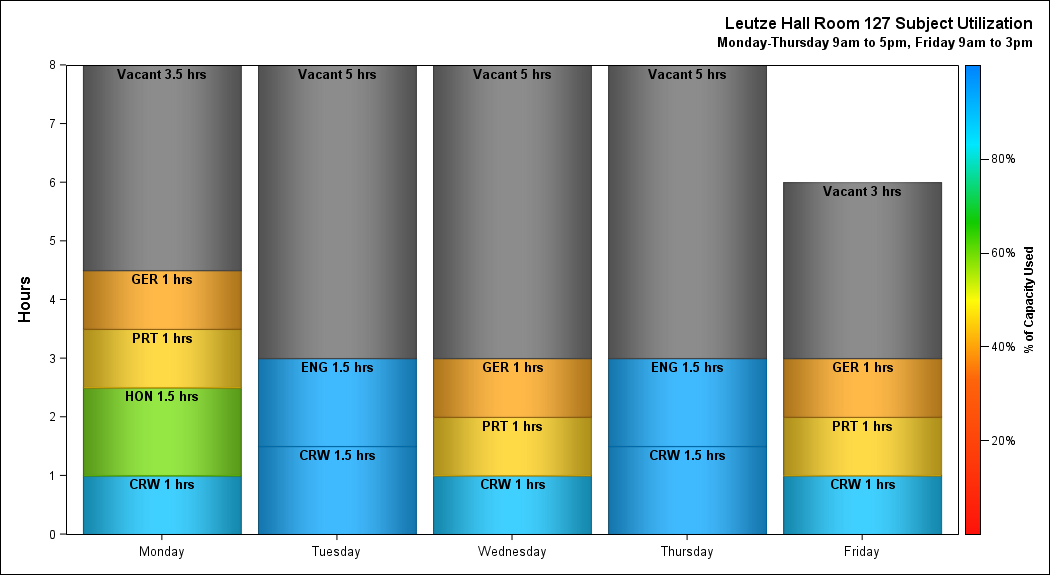 Leutze Hall Room 127 Subject Utilization
Monday-Thursday 9am to 5pm, Friday 9am to 3pm
8
7
6
5
4
3
2
1
0
Hours
Vacant 3.5 hrs
GER 1 hrs
PRT 1 hrs
HON 1.5 hrs
CRW 1 hrs
Vacant 5 hrs
ENG 1.5 hrs
CRW 1.5 hrs
Vacant 5 hrs
GER 1 hrs
PRT 1 hrs
CRW 1 hrs
Vacant 5 hrs
ENG 1.5 hrs
CRW 1.5 hrs
Vacant 3 hrs
GER 1 hrs
PRT 1 hrs
CRW 1 hrs
Monday
Tuesday
Wednesday
Thursday
Friday
80%
60%
40%
20%
% of Capacity Used